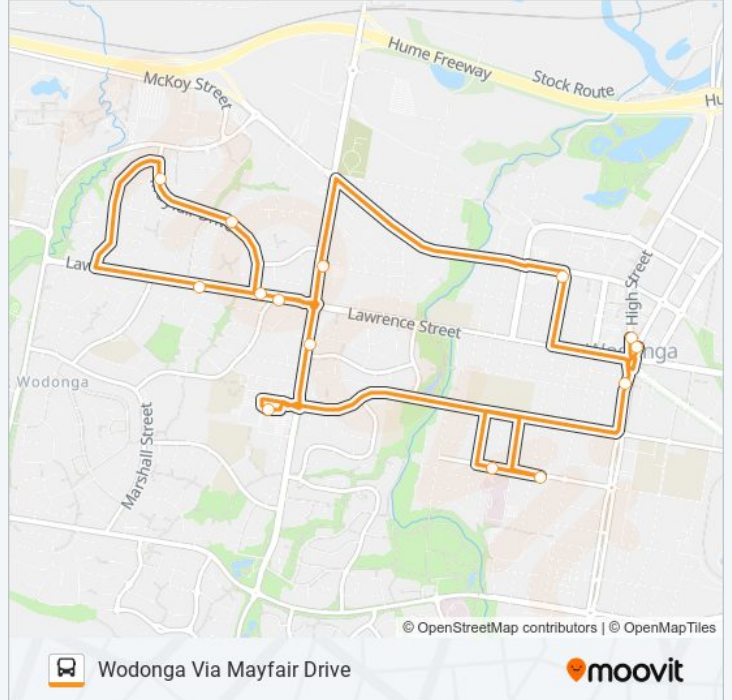 Hume Freeway
Stock Route
Hu
McKoy Street
High Street
Law
Lawrence Street
Wodonga
Marshall Street
© OpenStreetMap contributors | © OpenMapTiles
Wodonga Via Mayfair Drive
moovit